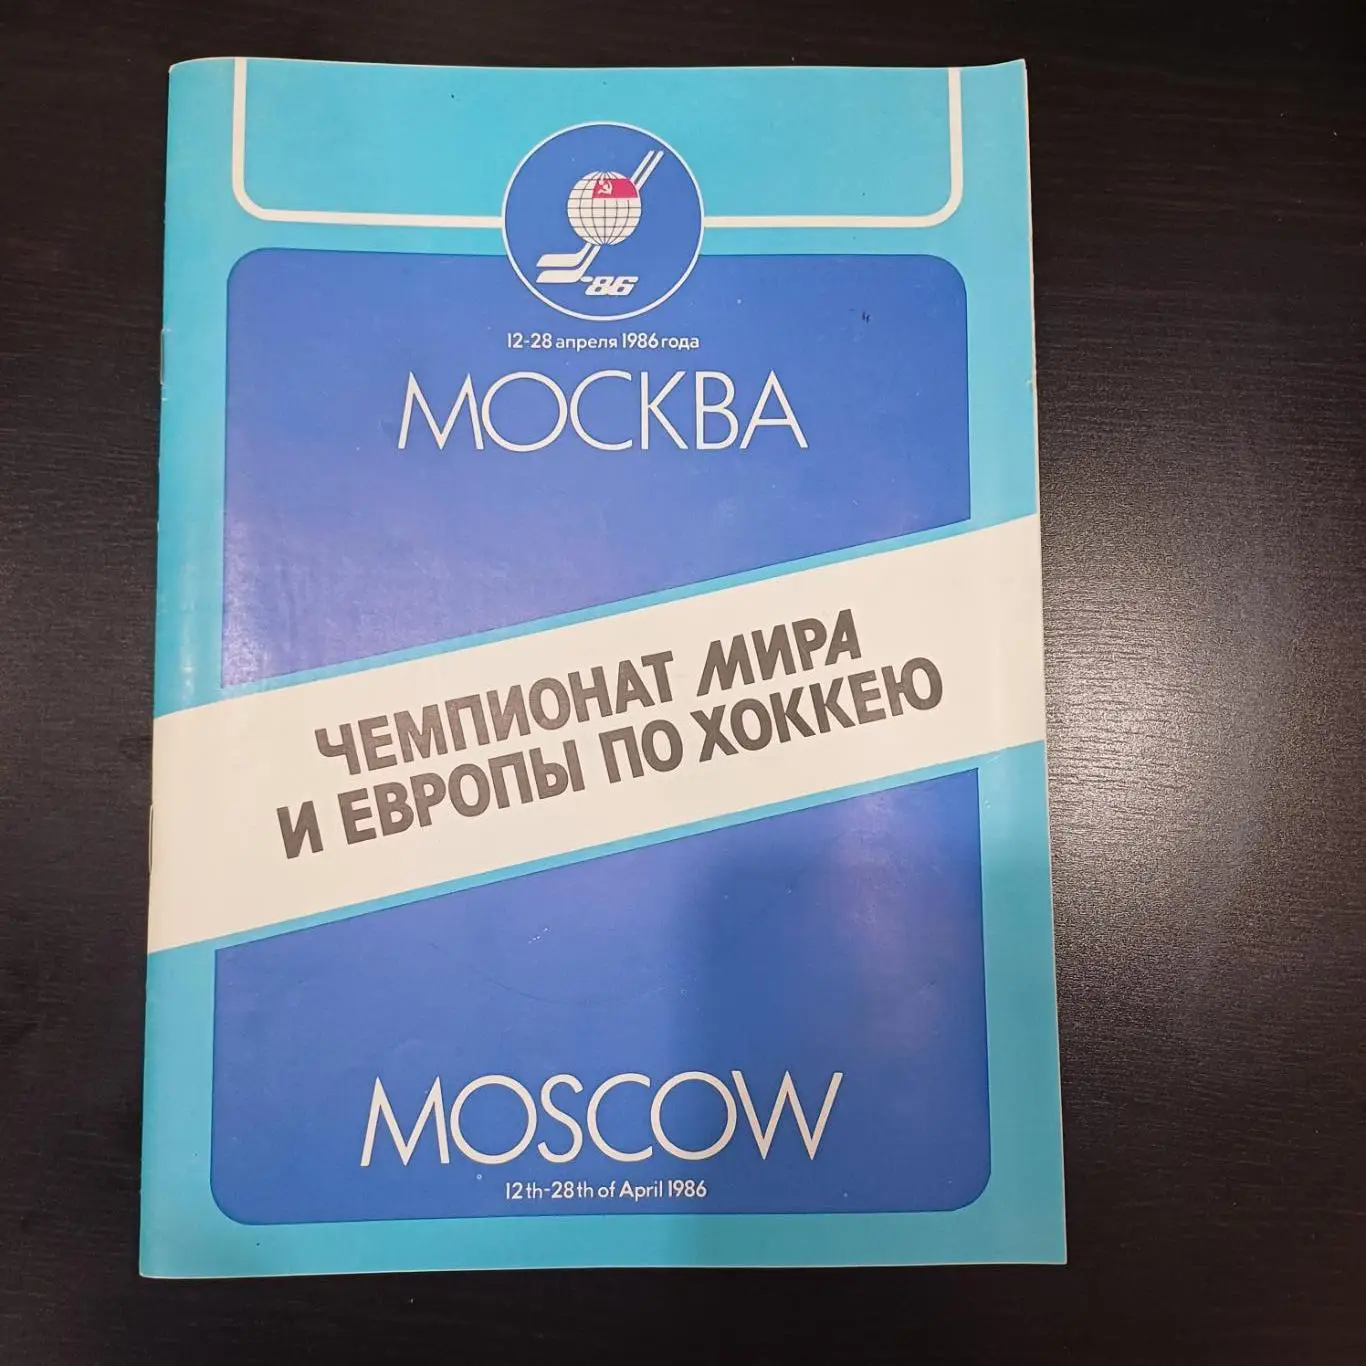 '86
12-28 апреля 1986 года
МОСКВА
ЧЕМПИОНАТ МИРА
И ЕВРОПЫ ПО ХОККЕЮ
MOSCOW
12th-28th of April 1986